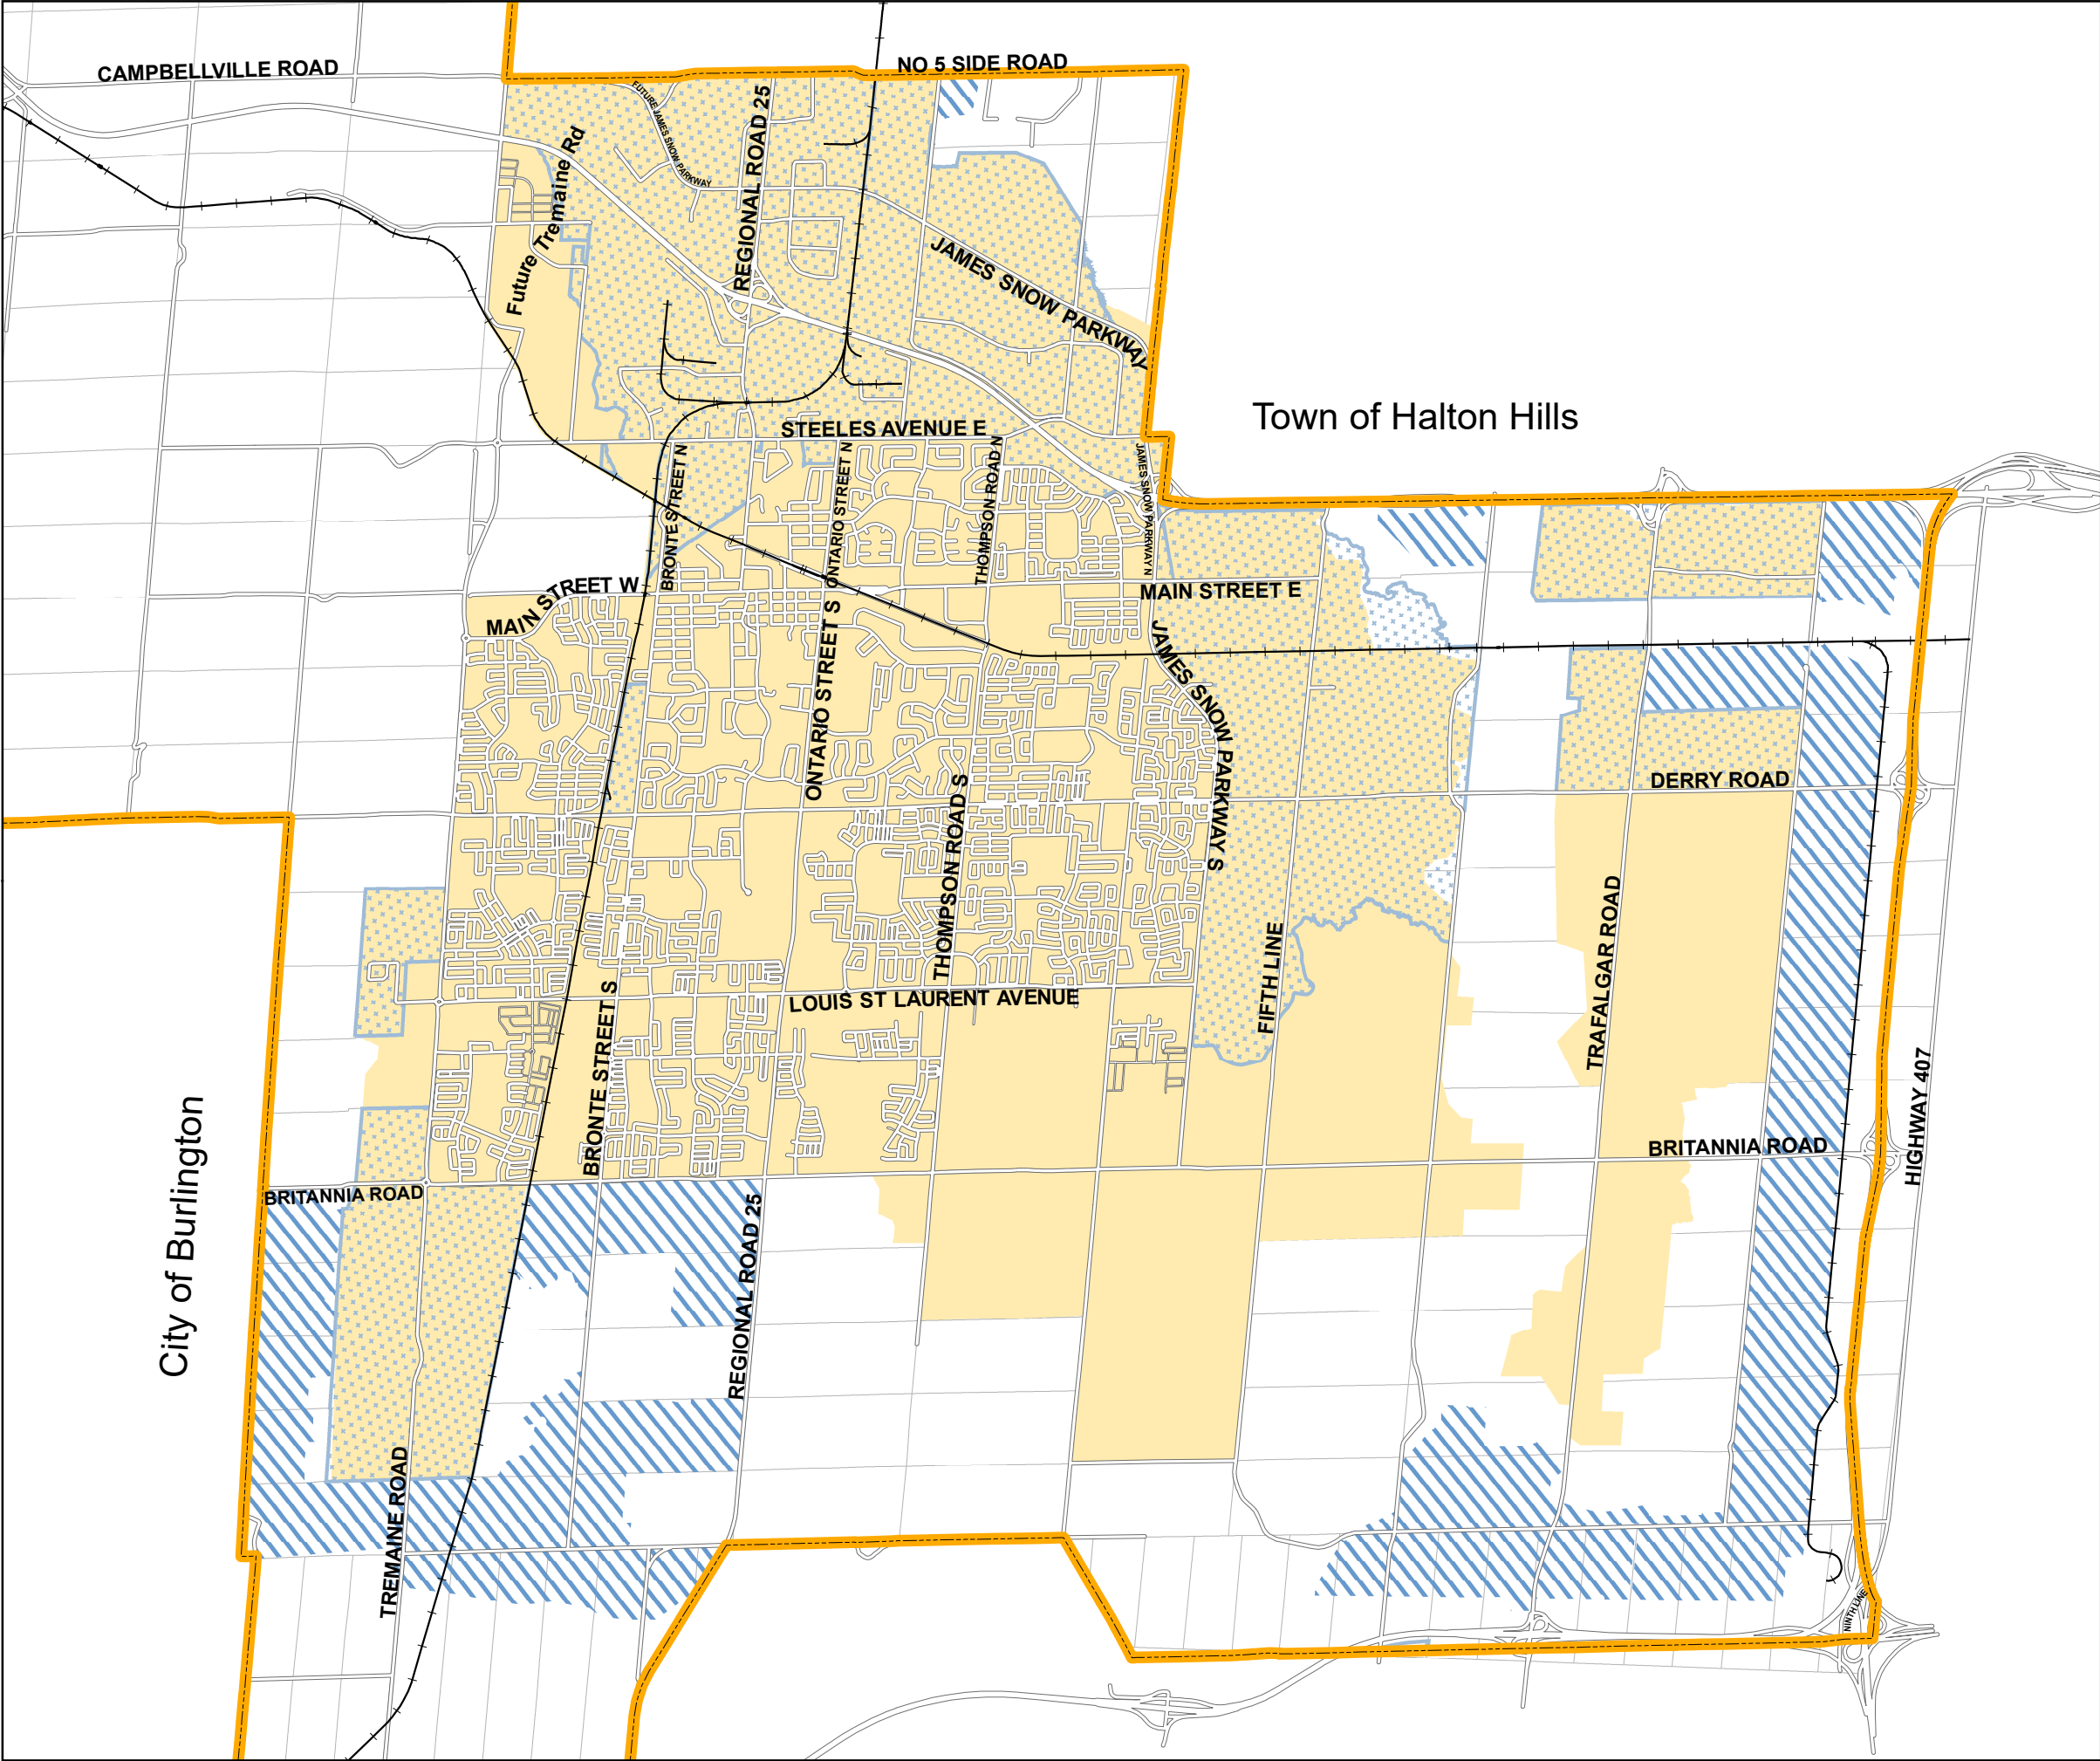 CAMPBELLVILLE ROAD
NO 5 SIDE ROAD
FUTURE JAMES SNOW PARKWAY
REGIONAL ROAD 25
Future Tremaine Rd
JAMES SNOW PARKWAY
Town of Halton Hills
STEELES AVENUE E
BRONTE STREET N
ONTARIO STREET N
THOMPSON ROAD N
JAMES SNOW PARKWAY N
MAIN STREET W
MAIN STREET E
ONTARIO STREET S
JAMES SNOW PARKWAY S
DERRY ROAD
THOMPSON ROAD S
TRAFALGAR ROAD
FIFTH LINE
LOUIS ST LAURENT AVENUE
BRONTE STREET S
HIGHWAY 407
City of Burlington
BRITANNIA ROAD
BRITANNIA ROAD
REGIONAL ROAD 25
TREMAINE ROAD
NINTH LINE